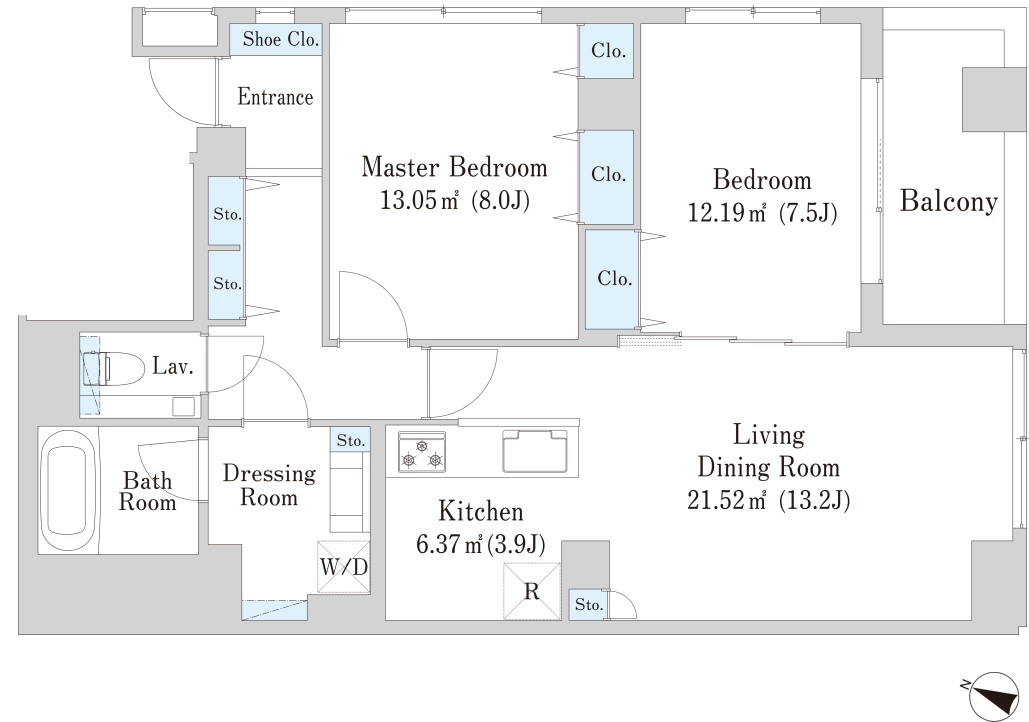 Shoe Clo.
Entrance
Clo.
Master Bedroom
13.05㎡ (8.0J)
Clo.
Bedroom
12.19㎡ (7.5J)
Balcony
Sto.
Sto.
Clo.
Lav.
Sto.
Living
Dining Room
21.52㎡ (13.2J)
Bath
Room
Dressing
Room
Kitchen
6.37㎡(3.9J)
W/D
R
Sto.
N